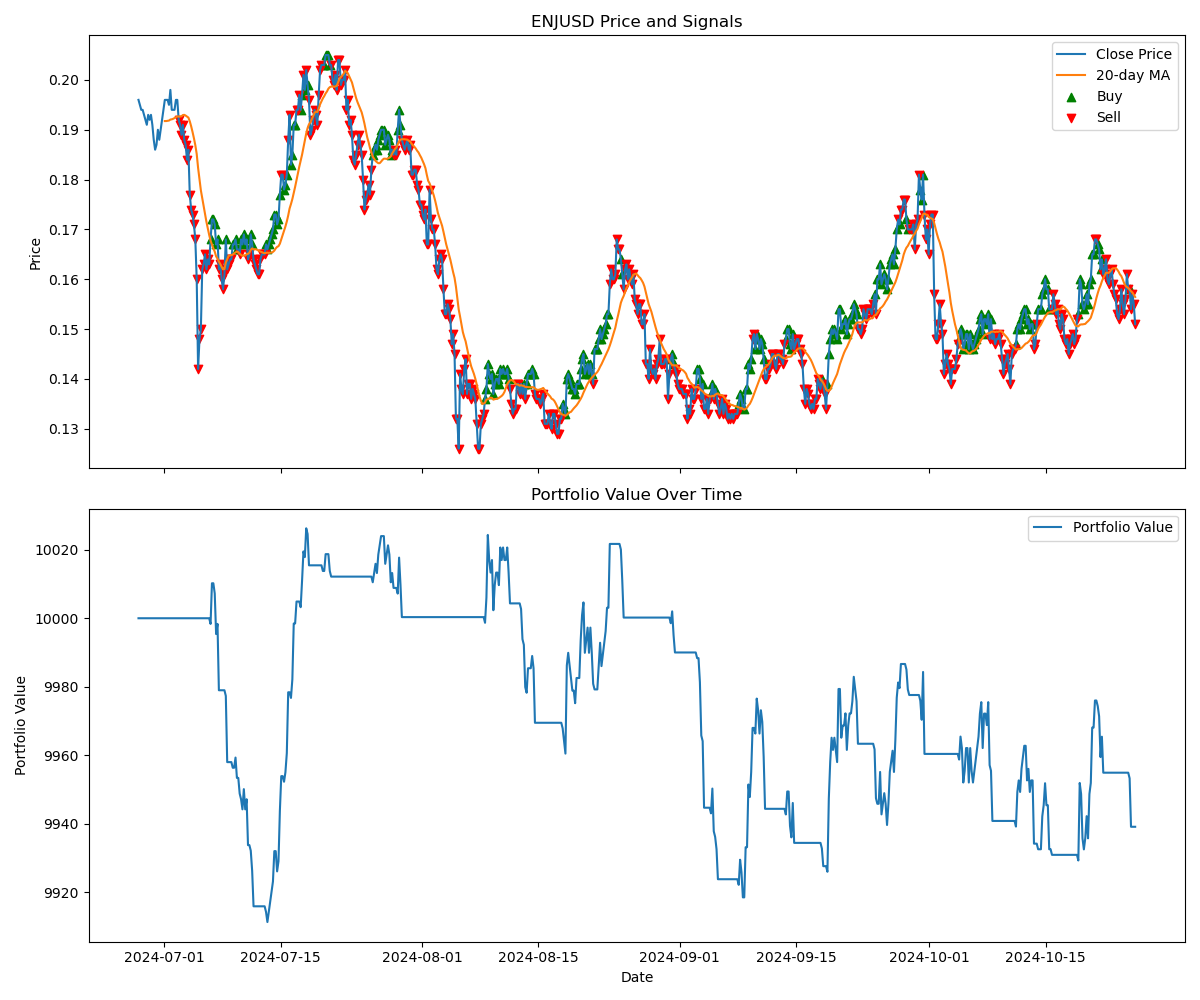 ENJUSD Price and Signals
Close Price
20-day MA
Buy
Sell
Price
0.20
0.19
0.18
0.17
0.16
0.15
0.14
0.13
Portfolio Value Over Time
Portfolio Value
Portfolio Value
10020
10000
9980
9960
9940
9920
2024-07-01
2024-07-15
2024-08-01
2024-08-15
2024-09-01
2024-09-15
2024-10-01
2024-10-15
Date